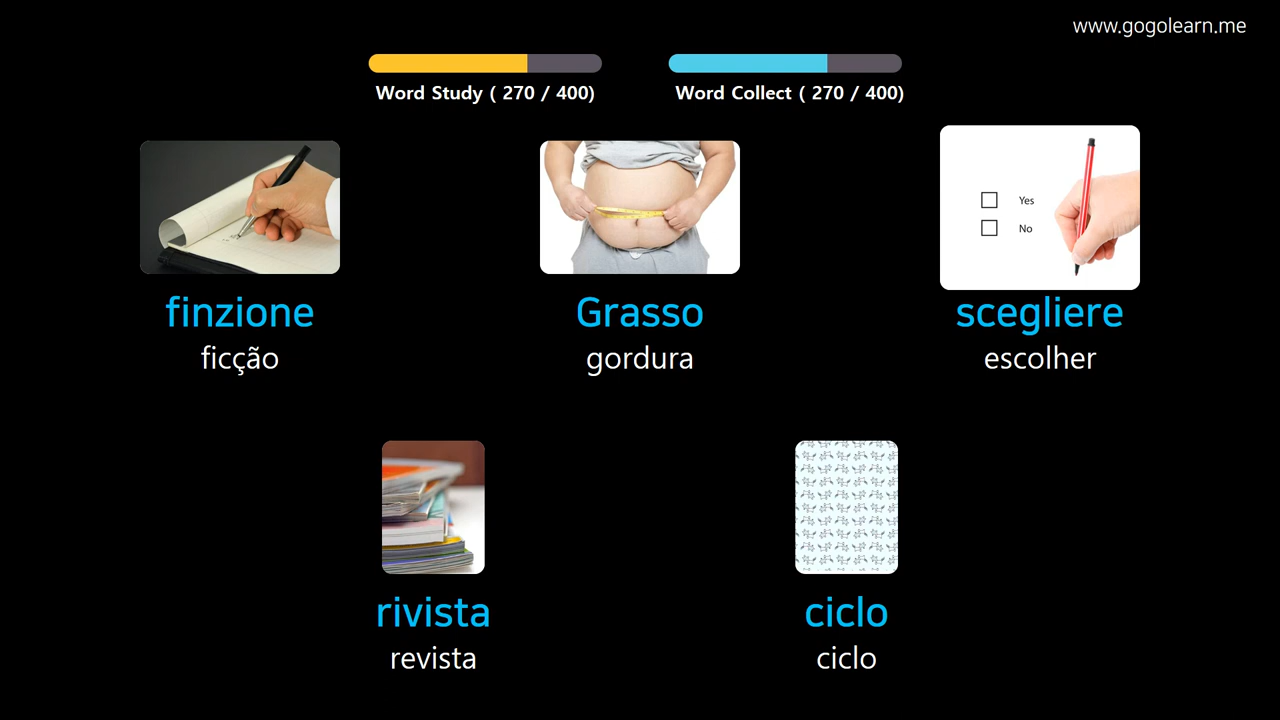 www.gogolearn.me
Word Study ( 270 / 400)
Word Collect ( 270 / 400)
Yes
No
finzione
ficção
Grasso
gordura
scegliere
escolher
rivista
revista
ciclo
ciclo